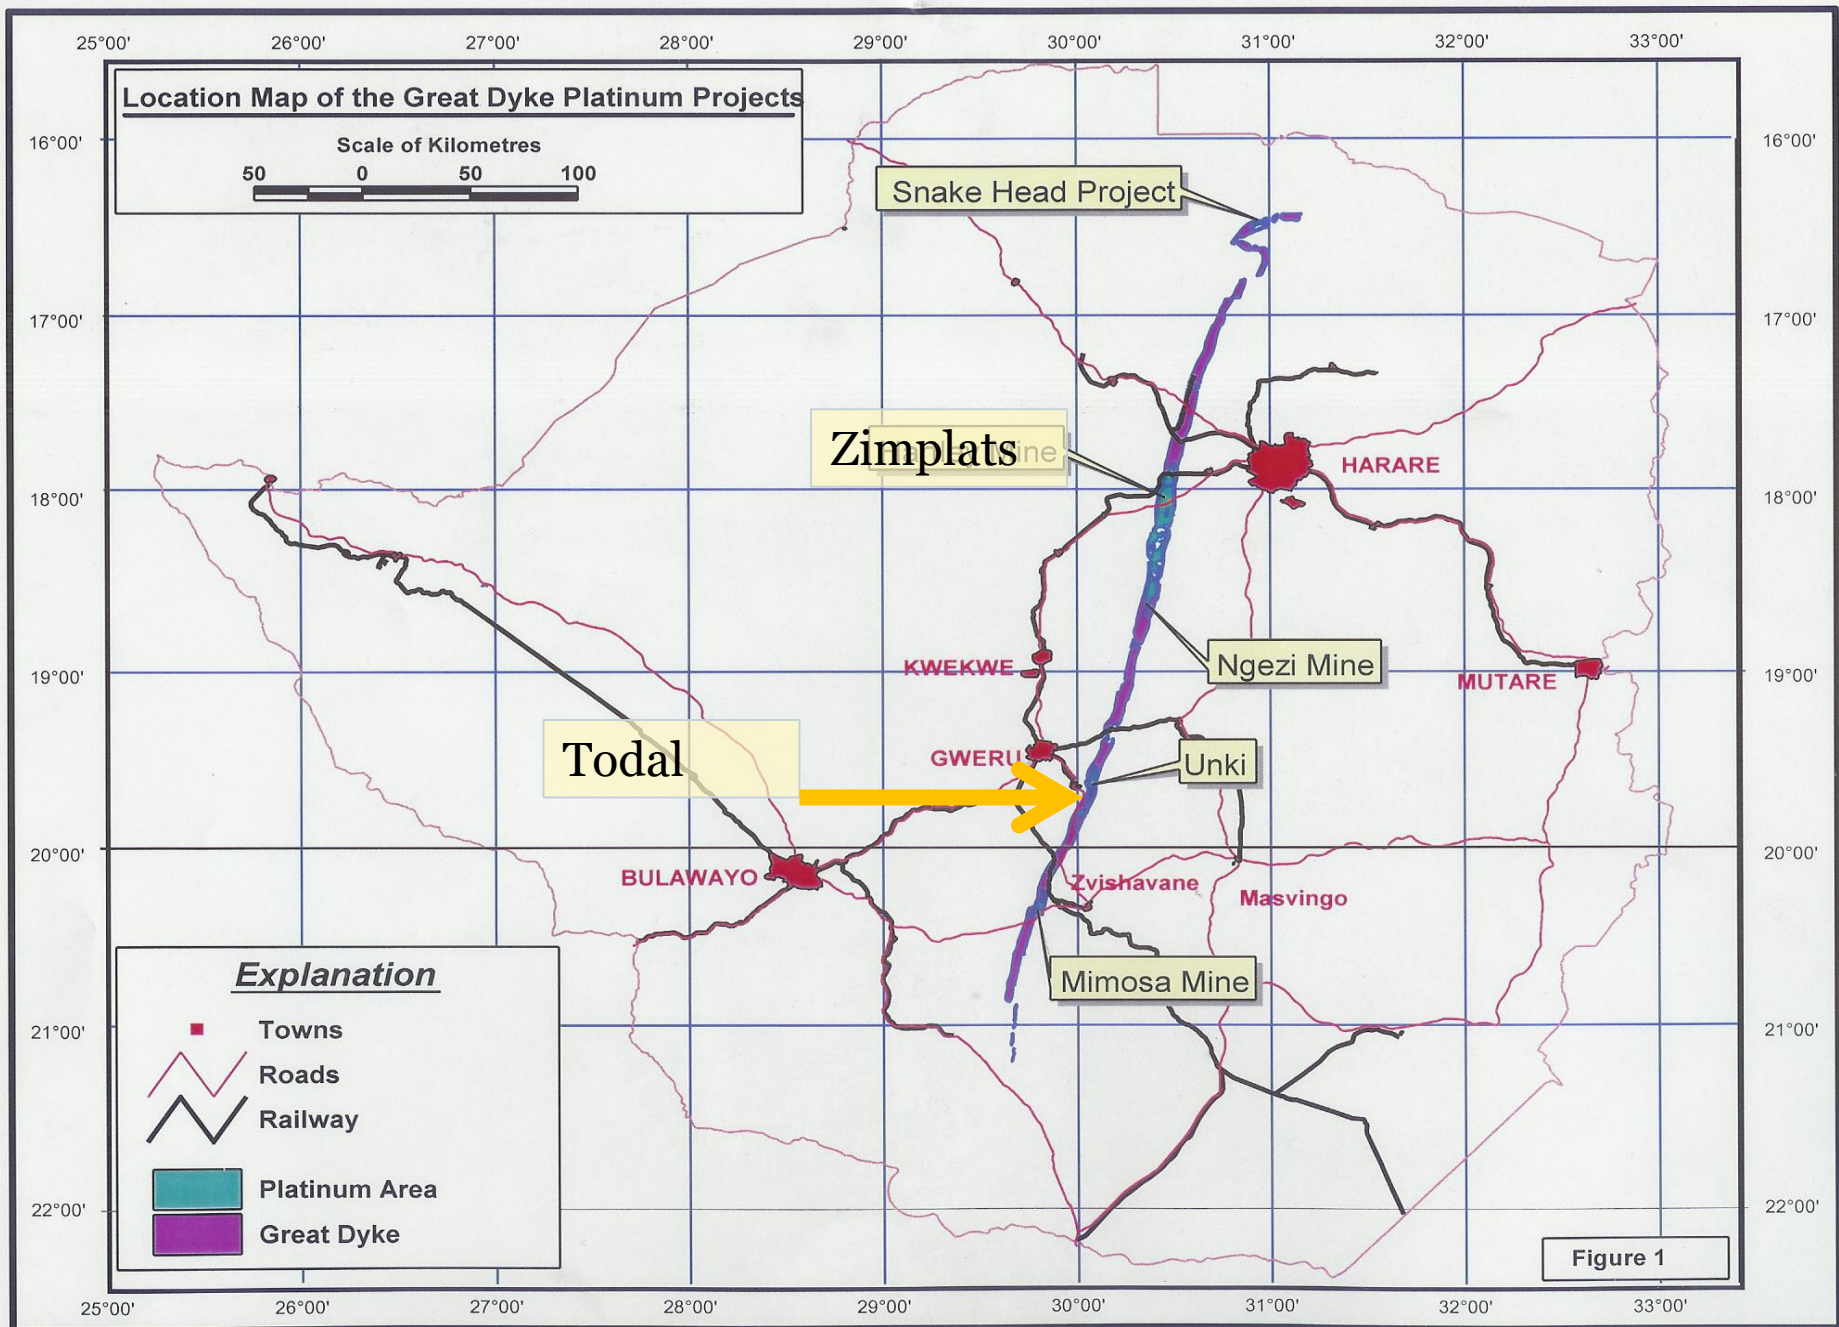 25°00' 26°00' 27°00' 28°00' 29°00' 30°00' 31°00' 32°00' 33°00'
Location Map of the Great Dyke Platinum Projects
Scale of Kilometres
50 0 50 100
16°00' 16°00'
Snake Head Project
17°00' 17°00'
Zimplats
Mine
HARARE
18°00' 18°00'
KWEKWE
Ngezi Mine
19°00' 19°00'
MUTARE
Todal
GWERU
Unki
20°00' 20°00'
BULAWAYO
Zvishavane
Masvingo
Mimosa Mine
Explanation
Towns
21°00' 21°00'
Roads
Railway
Platinum Area
22°00' 22°00'
Great Dyke
Figure 1
25°00' 26°00' 27°00' 28°00' 29°00' 30°00' 31°00' 32°00' 33°00'